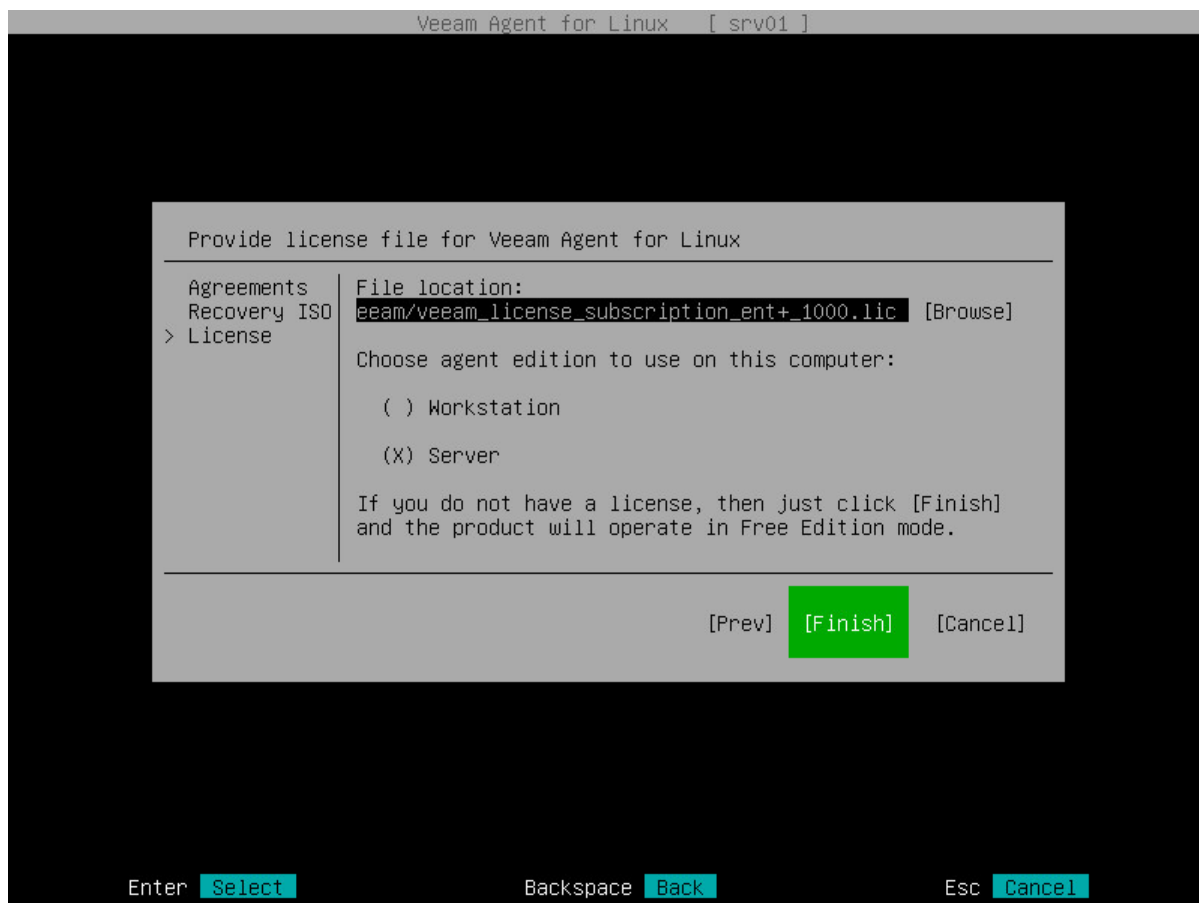 Veeam Agent for Linux [ srv01 ]
Provide license file for Veeam Agent for Linux
Agreements
Recovery ISO
> License
File location:
eeam/veeam_license_subscription_ent+_1000.lic [Browse]
Choose agent edition to use on this computer:
( ) Workstation
(X) Server
If you do not have a license, then just click [Finish]
and the product will operate in Free Edition mode.
[Prev] [Finish] [Cancel]
Enter Select Backspace Back Esc Cancel